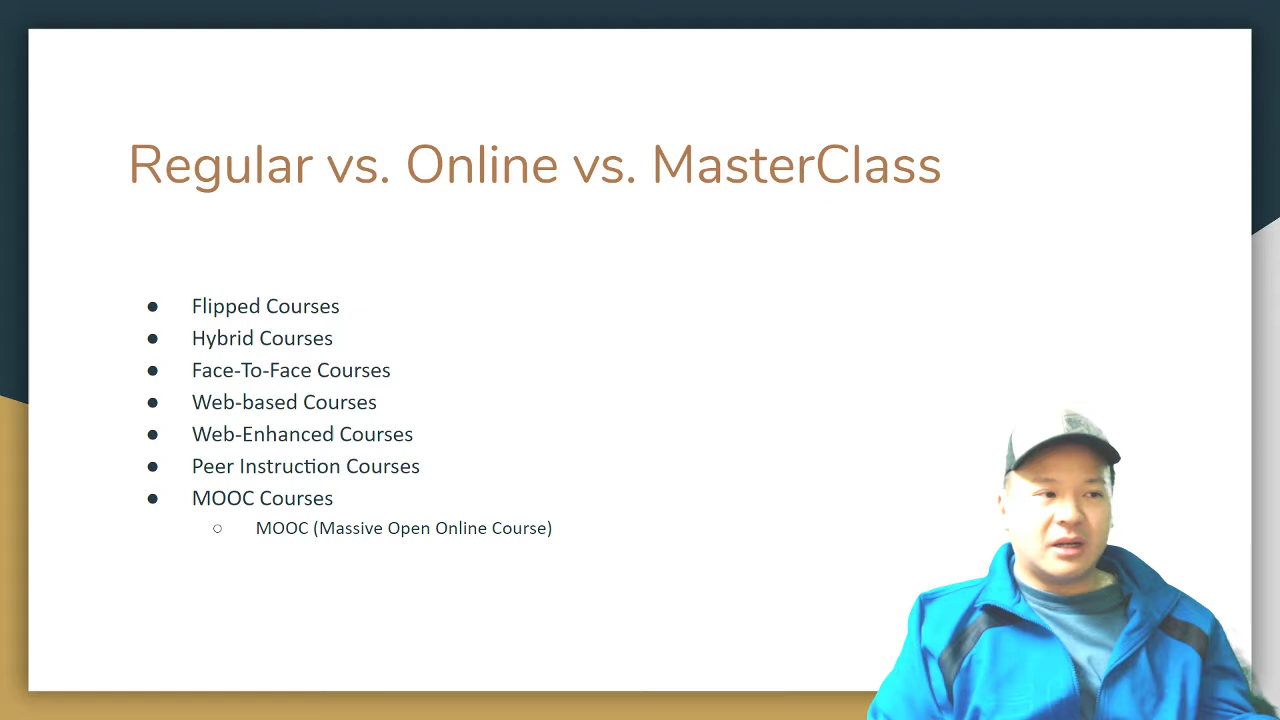 Regular vs. Online vs. MasterClass
● Flipped Courses
● Hybrid Courses
● Face-To-Face Courses
● Web-based Courses
● Web-Enhanced Courses
● Peer Instruction Courses
● MOOC Courses
○ MOOC (Massive Open Online Course)